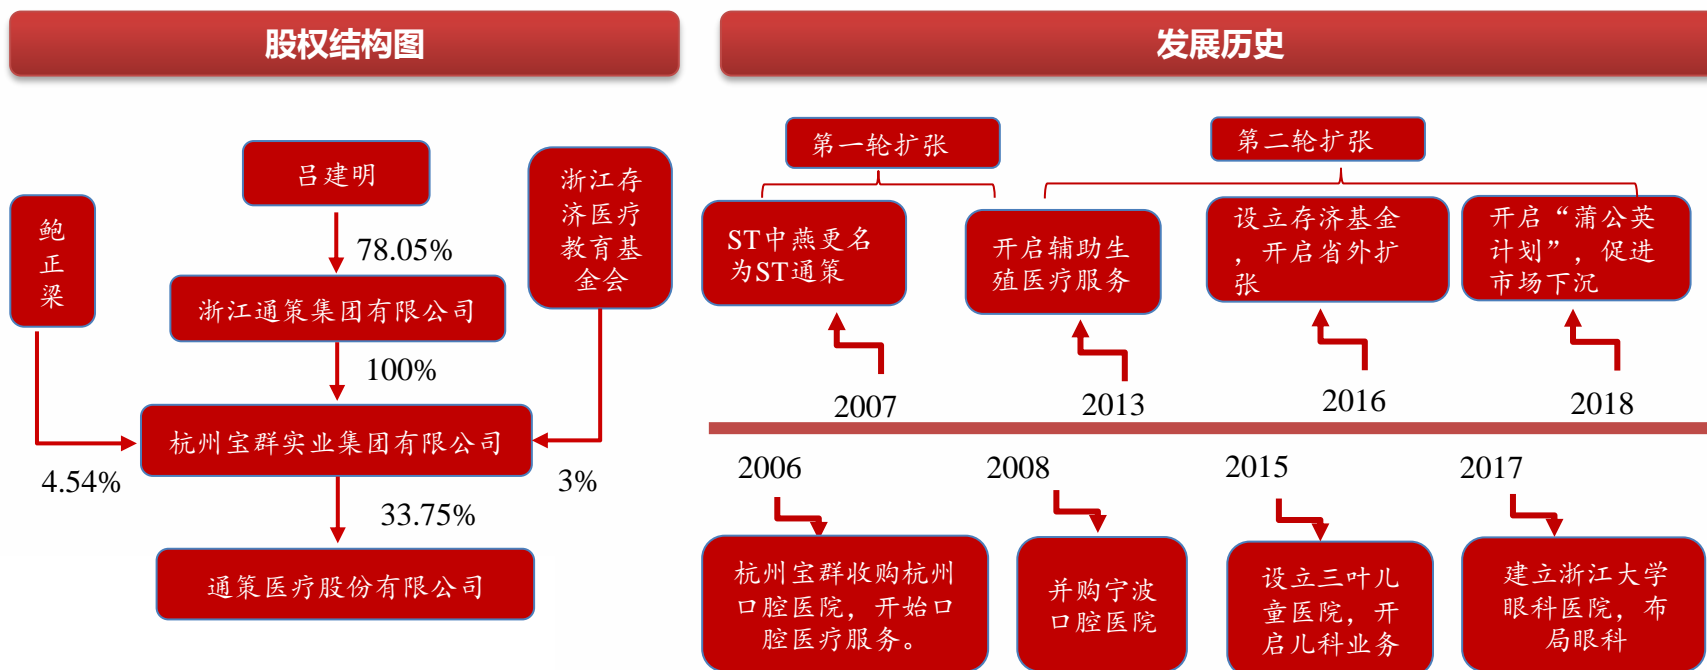 股权结构图
吕建明
鲍
正
梁
浙江存
济医疗
教育基
金会
78.05%
浙江通策集团有限公司
100%
杭州宝群实业集团有限公司
4.54%
3%
33.75%
通策医疗股份有限公司
发展历史
第一轮扩张
第二轮扩张
ST中燕更名
为ST通策
开启辅助生
殖医疗服务
设立存济基金
，开启省外扩
张
开启“蒲公英
计划”，促进
市场下沉
2007
2013
2016
2018
2006
2008
2015
2017
杭州宝群收购杭州
口腔医院，开始口
腔医疗服务。
并购宁波
口腔医院
设立三叶儿
童医院，开
启儿科业务
建立浙江大学
眼科医院，布
局眼科